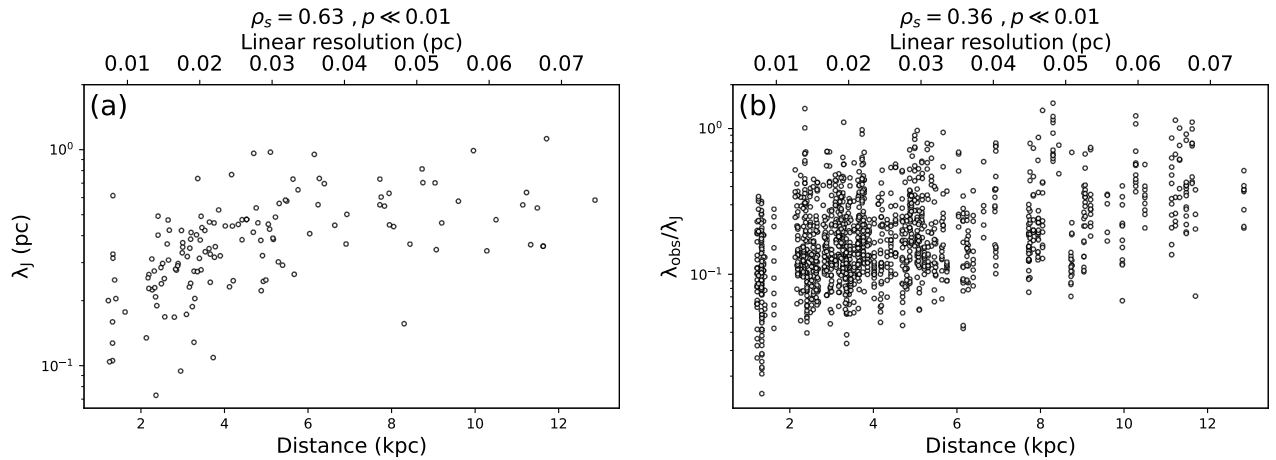 ρₛ = 0.63 , p ≪ 0.01
Linear resolution (pc)
0.01 0.02 0.03 0.04 0.05 0.06 0.07
(a)
10⁰
10⁻¹
λ_J (pc)
2 4 6 8 10 12
Distance (kpc)
ρₛ = 0.36 , p ≪ 0.01
Linear resolution (pc)
0.01 0.02 0.03 0.04 0.05 0.06 0.07
(b)
10⁰
10⁻¹
λ_obs/λ_J
2 4 6 8 10 12
Distance (kpc)